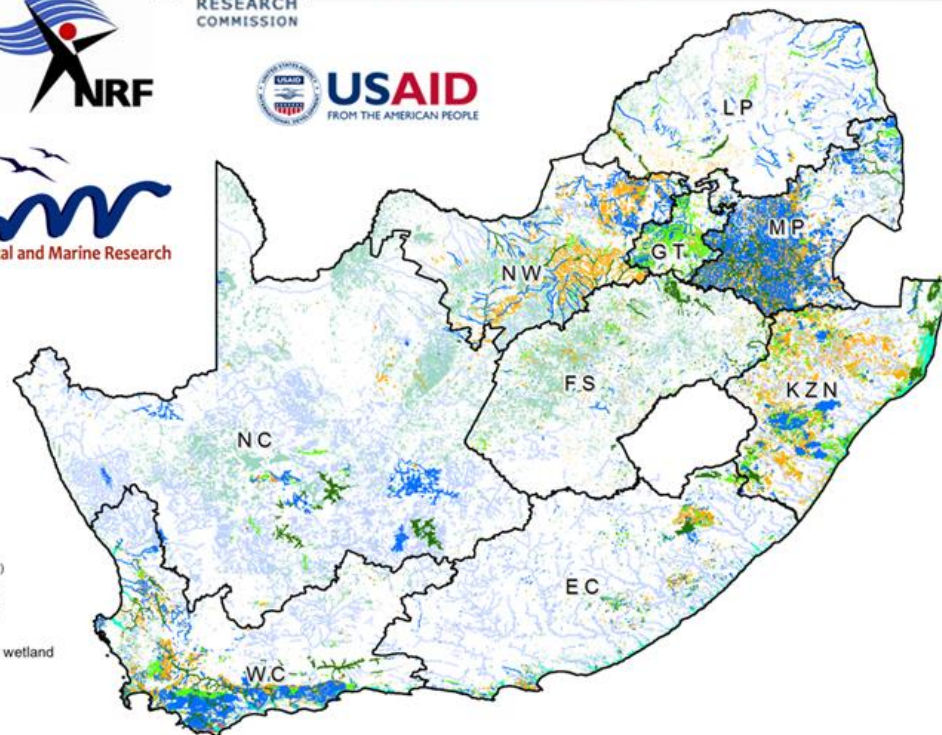 RESEARCH
COMMISSION
NRF
USAID
FROM THE AMERICAN PEOPLE
tal and Marine Research
LP
MP
GT
NW
FS
KZN
NC
EC
WC
)
wetland